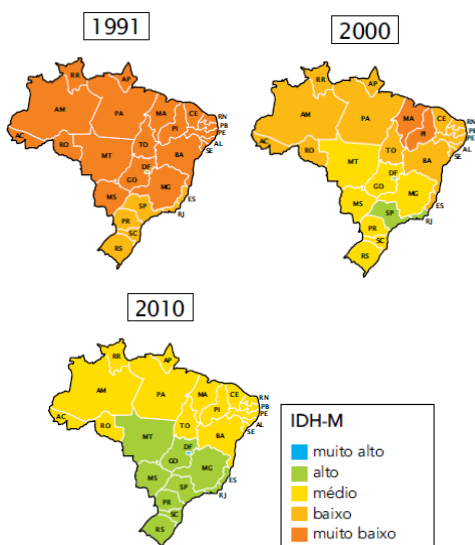 1991
2000
RR
AP
AM
PA
MA
CE
RN
PB
PE
AL
SE
PI
AC
RO
TO
BA
MT
DF
GO
MG
MS
ES
SP
RJ
PR
SC
RS
RR
AP
AM
PA
MA
CE
RN
PB
PE
AL
SE
PI
AC
RO
TO
BA
MT
DF
GO
MG
MS
ES
SP
RJ
PR
SC
RS
2010
RR
AP
AM
PA
MA
CE
RN
PB
PE
AL
SE
PI
AC
RO
TO
BA
MT
DF
GO
MG
MS
ES
SP
RJ
PR
SC
RS
IDH-M
muito alto
alto
médio
baixo
muito baixo